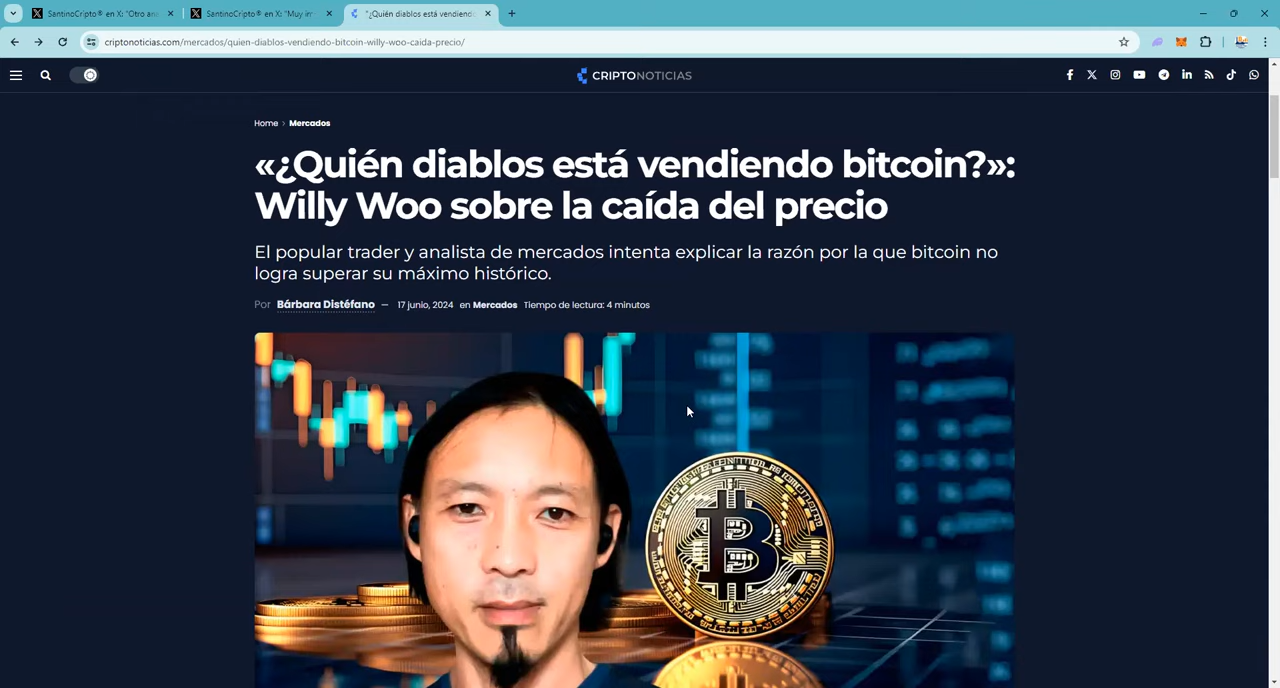 SantinoCripto® en X: "Otro ana
SantinoCripto® en X: "Muy im
"¿Quién diablos está vendiendo
criptonoticias.com/mercados/quien-diablos-vendiendo-bitcoin-willy-woo-caida-precio/
CRIPTONOTICIAS
Home > Mercados
«¿Quién diablos está vendiendo bitcoin?»:
Willy Woo sobre la caída del precio
El popular trader y analista de mercados intenta explicar la razón por la que bitcoin no
logra superar su máximo histórico.
Por Bárbara Distéfano — 17 junio, 2024 en Mercados Tiempo de lectura: 4 minutos